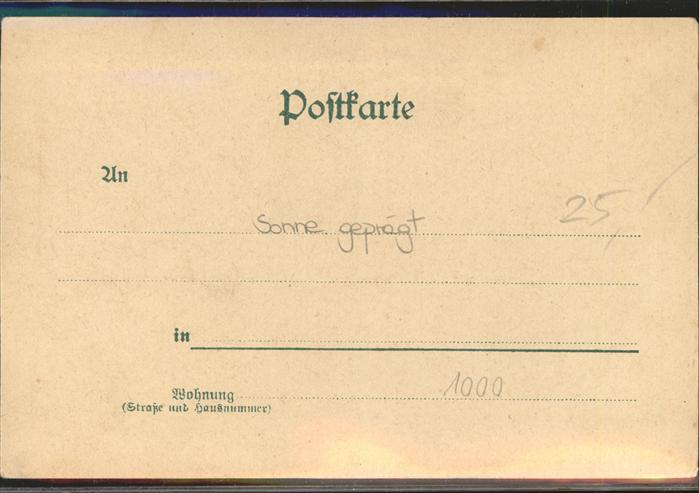 Postkarte
An
Sonne geprägt
25,-
in
1000
Wohnung
(Straße und Hausnummer)